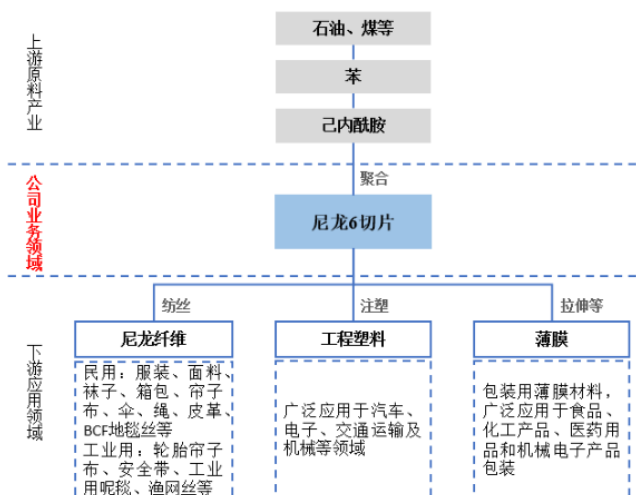 上游原料产业
石油、煤等
苯
己内酰胺
聚合
公司业务领域
尼龙6切片
纺丝
注塑
拉伸等
下游应用领域
尼龙纤维
工程塑料
薄膜
民用：服装、面料、
袜子、箱包、帘子
布、伞、绳、皮革、
BCF地毯丝等
工业用：轮胎帘子
布、安全带、工业
用呢毯、渔网丝等
广泛应用于汽车、
电子、交通运输及
机械等领域
包装用薄膜材料，
广泛应用于食品、
化工产品、医药用
品和机械电子产品
包装